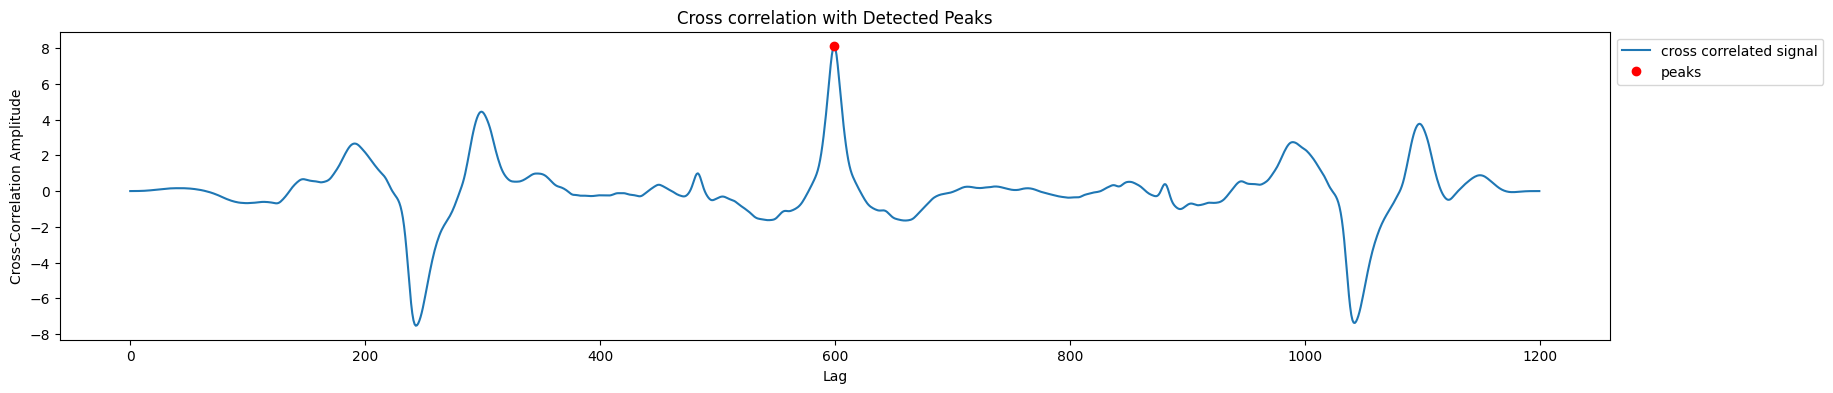 Cross correlation with Detected Peaks
cross correlated signal
peaks
Cross-Correlation Amplitude
8
6
4
2
0
−2
−4
−6
−8
0 200 400 600 800 1000 1200
Lag